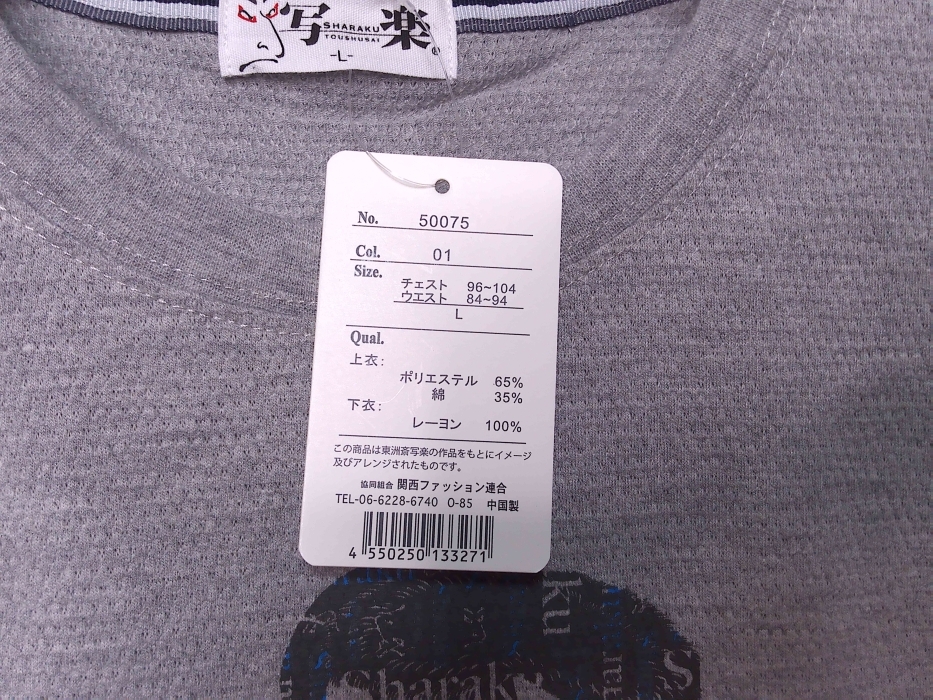 写楽
SHARAKU
TOUSHUSAI
®
-L-
No. 50075
Col. 01
Size.
チェスト 96~104
ウエスト 84~94
L
Qual.
上衣:
ポリエステル 65%
綿 35%
下衣:
レーヨン 100%
この商品は東洲斎写楽の作品をもとにイメージ
及びアレンジされたものです。
協同組合 関西ファッション連合
TEL-06-6228-6740 O-85 中国製
4 550250 133271
ku
Sharak
S